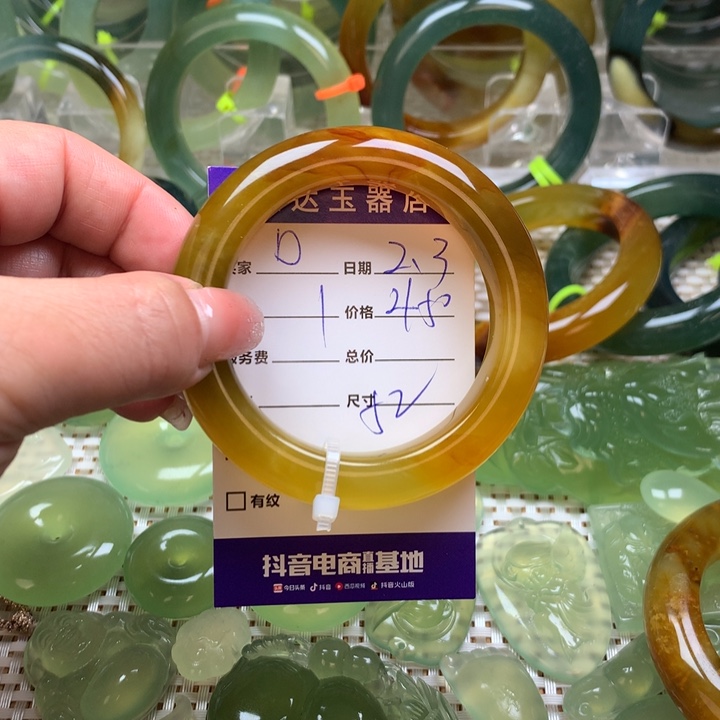 达宝器店
家 D 日期 2.3
1 价格 450
务费 总价
尺寸 52
有纹
抖音电商直播基地
今日头条 抖音 西瓜视频 抖音火山版